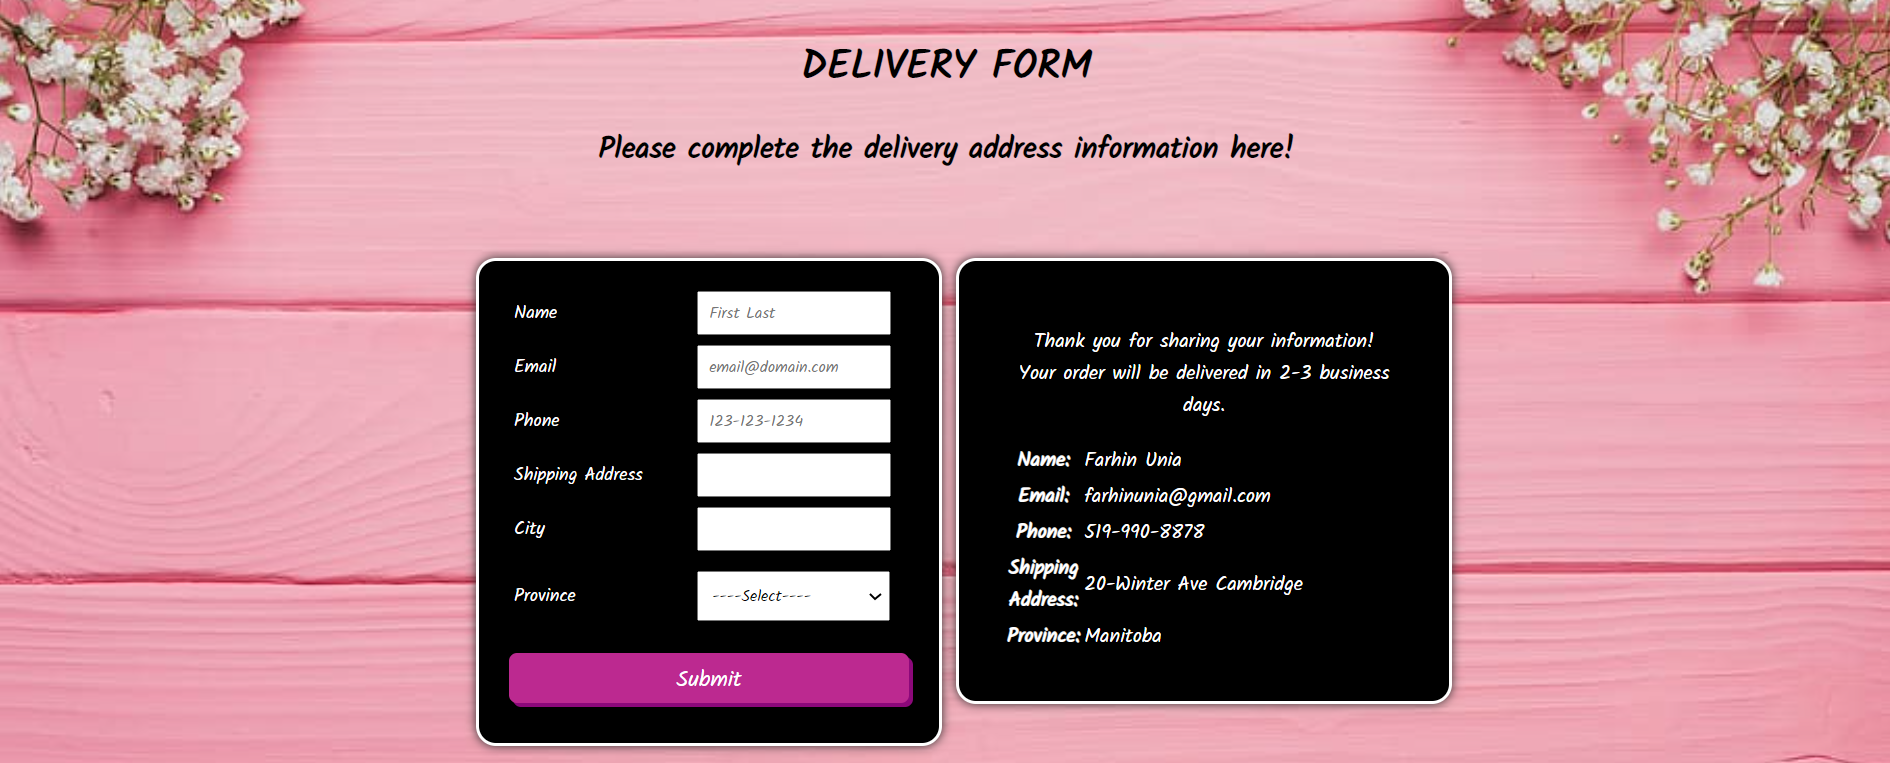 DELIVERY FORM
Please complete the delivery address information here!
Name
First Last
Email
email@domain.com
Phone
123-123-1234
Shipping Address
City
Province
----Select----
Submit
Thank you for sharing your information!
Your order will be delivered in 2-3 business
days.
Name: Farhin Unia
Email: farhinunia@gmail.com
Phone: 519-990-8878
Shipping
Address: 20-Winter Ave Cambridge
Province: Manitoba